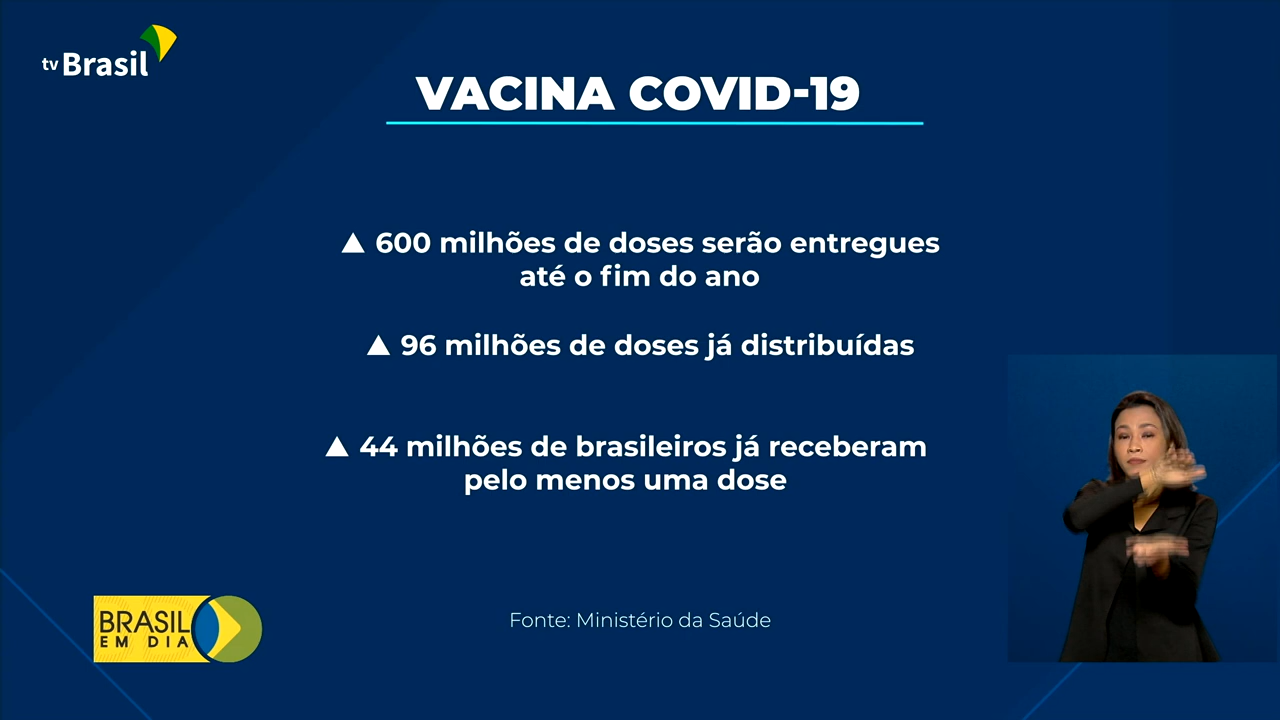 tv Brasil
VACINA COVID-19
▲ 600 milhões de doses serão entregues
até o fim do ano
▲ 96 milhões de doses já distribuídas
▲ 44 milhões de brasileiros já receberam
pelo menos uma dose
BRASIL
EM DIA
Fonte: Ministério da Saúde